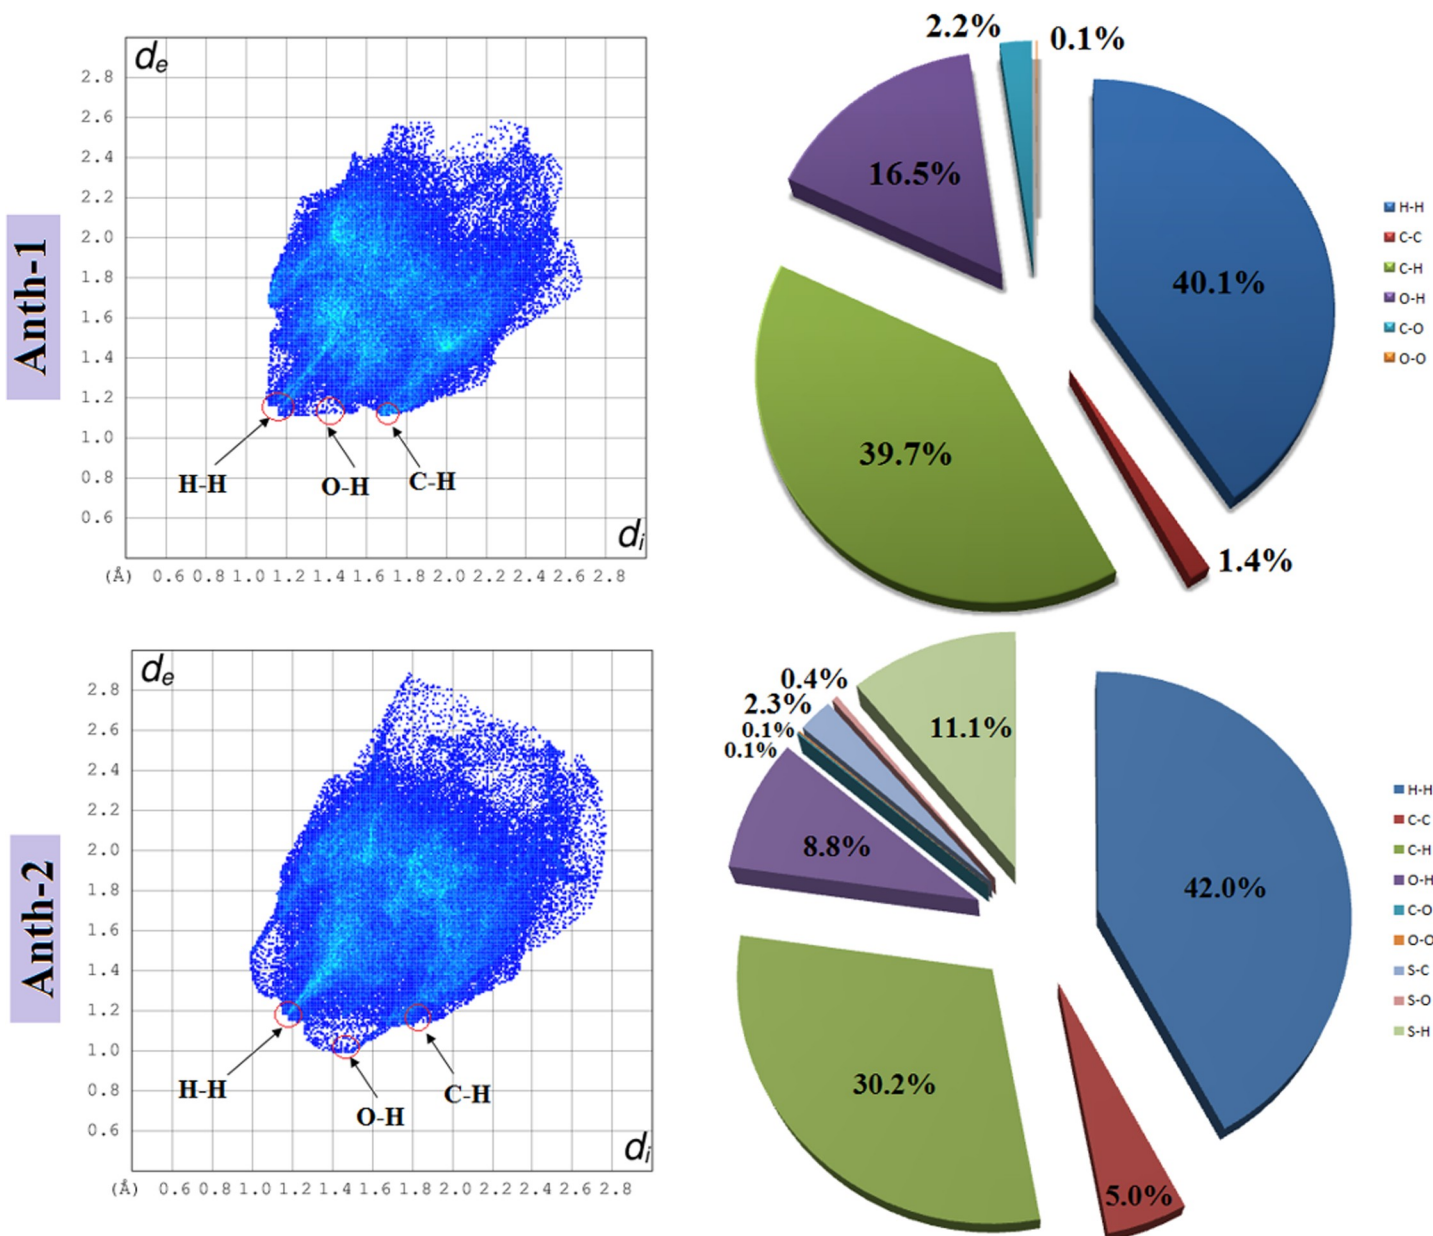 Anth-1
dₑ
2.8
2.6
2.4
2.2
2.0
1.8
1.6
1.4
1.2
1.0
0.8
0.6
H-H
O-H
C-H
dᵢ
(Å) 0.6 0.8 1.0 1.2 1.4 1.6 1.8 2.0 2.2 2.4 2.6 2.8
2.2%
0.1%
16.5%
40.1%
39.7%
1.4%
H-H
C-C
C-H
O-H
C-O
O-O
Anth-2
dₑ
2.8
2.6
2.4
2.2
2.0
1.8
1.6
1.4
1.2
1.0
0.8
0.6
H-H
O-H
C-H
dᵢ
(Å) 0.6 0.8 1.0 1.2 1.4 1.6 1.8 2.0 2.2 2.4 2.6 2.8
0.4%
2.3%
0.1%
0.1%
11.1%
8.8%
42.0%
30.2%
5.0%
H-H
C-C
C-H
O-H
C-O
O-O
S-C
S-O
S-H